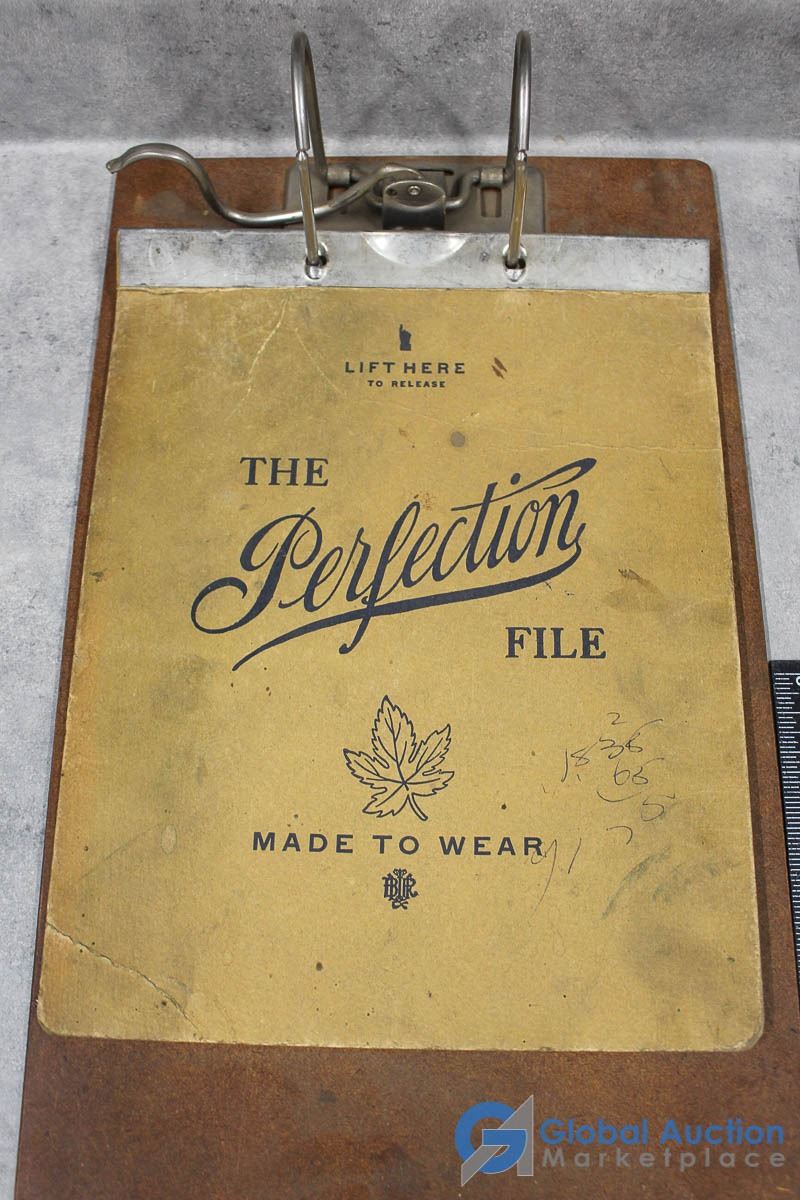 LIFT HERE
TO RELEASE
THE
Perfection
FILE
MADE TO WEAR
Global Auction
Marketplace